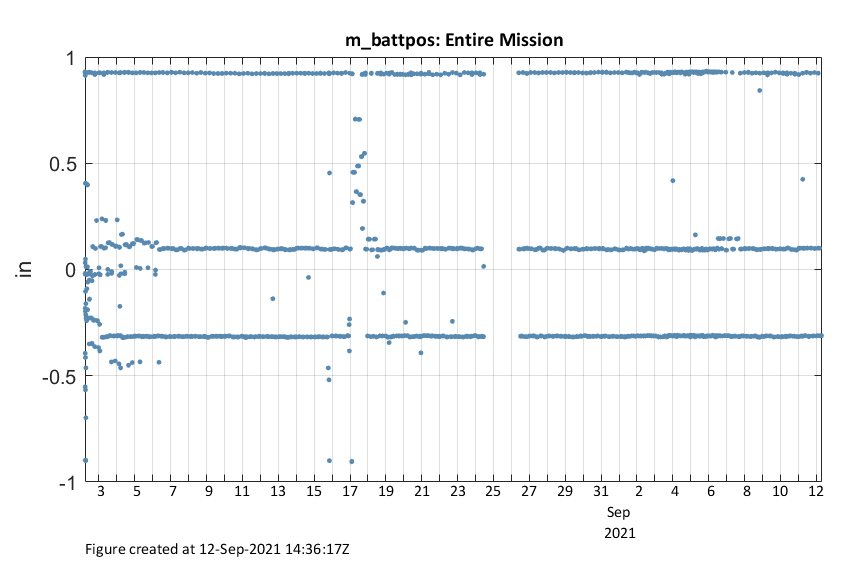 m_battpos: Entire Mission
1
0.5
0
-0.5
-1
in
3 5 7 9 11 13 15 17 19 21 23 25 27 29 31 2 4 6 8 10 12
Sep
2021
Figure created at 12-Sep-2021 14:36:17Z